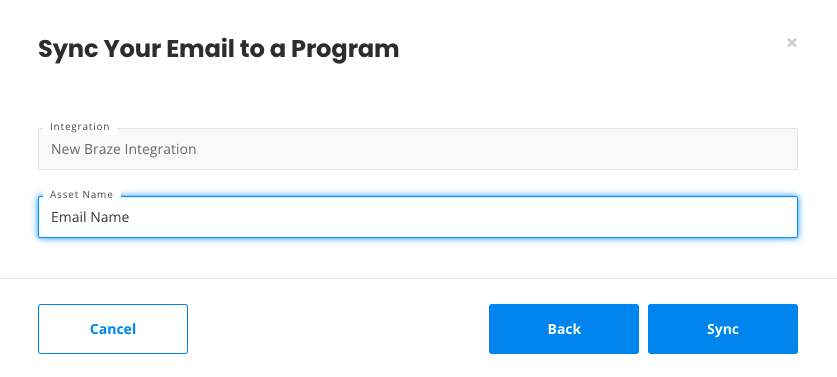 Sync Your Email to a Program
×
Integration
New Braze Integration
Asset Name
Email Name
Cancel
Back
Sync